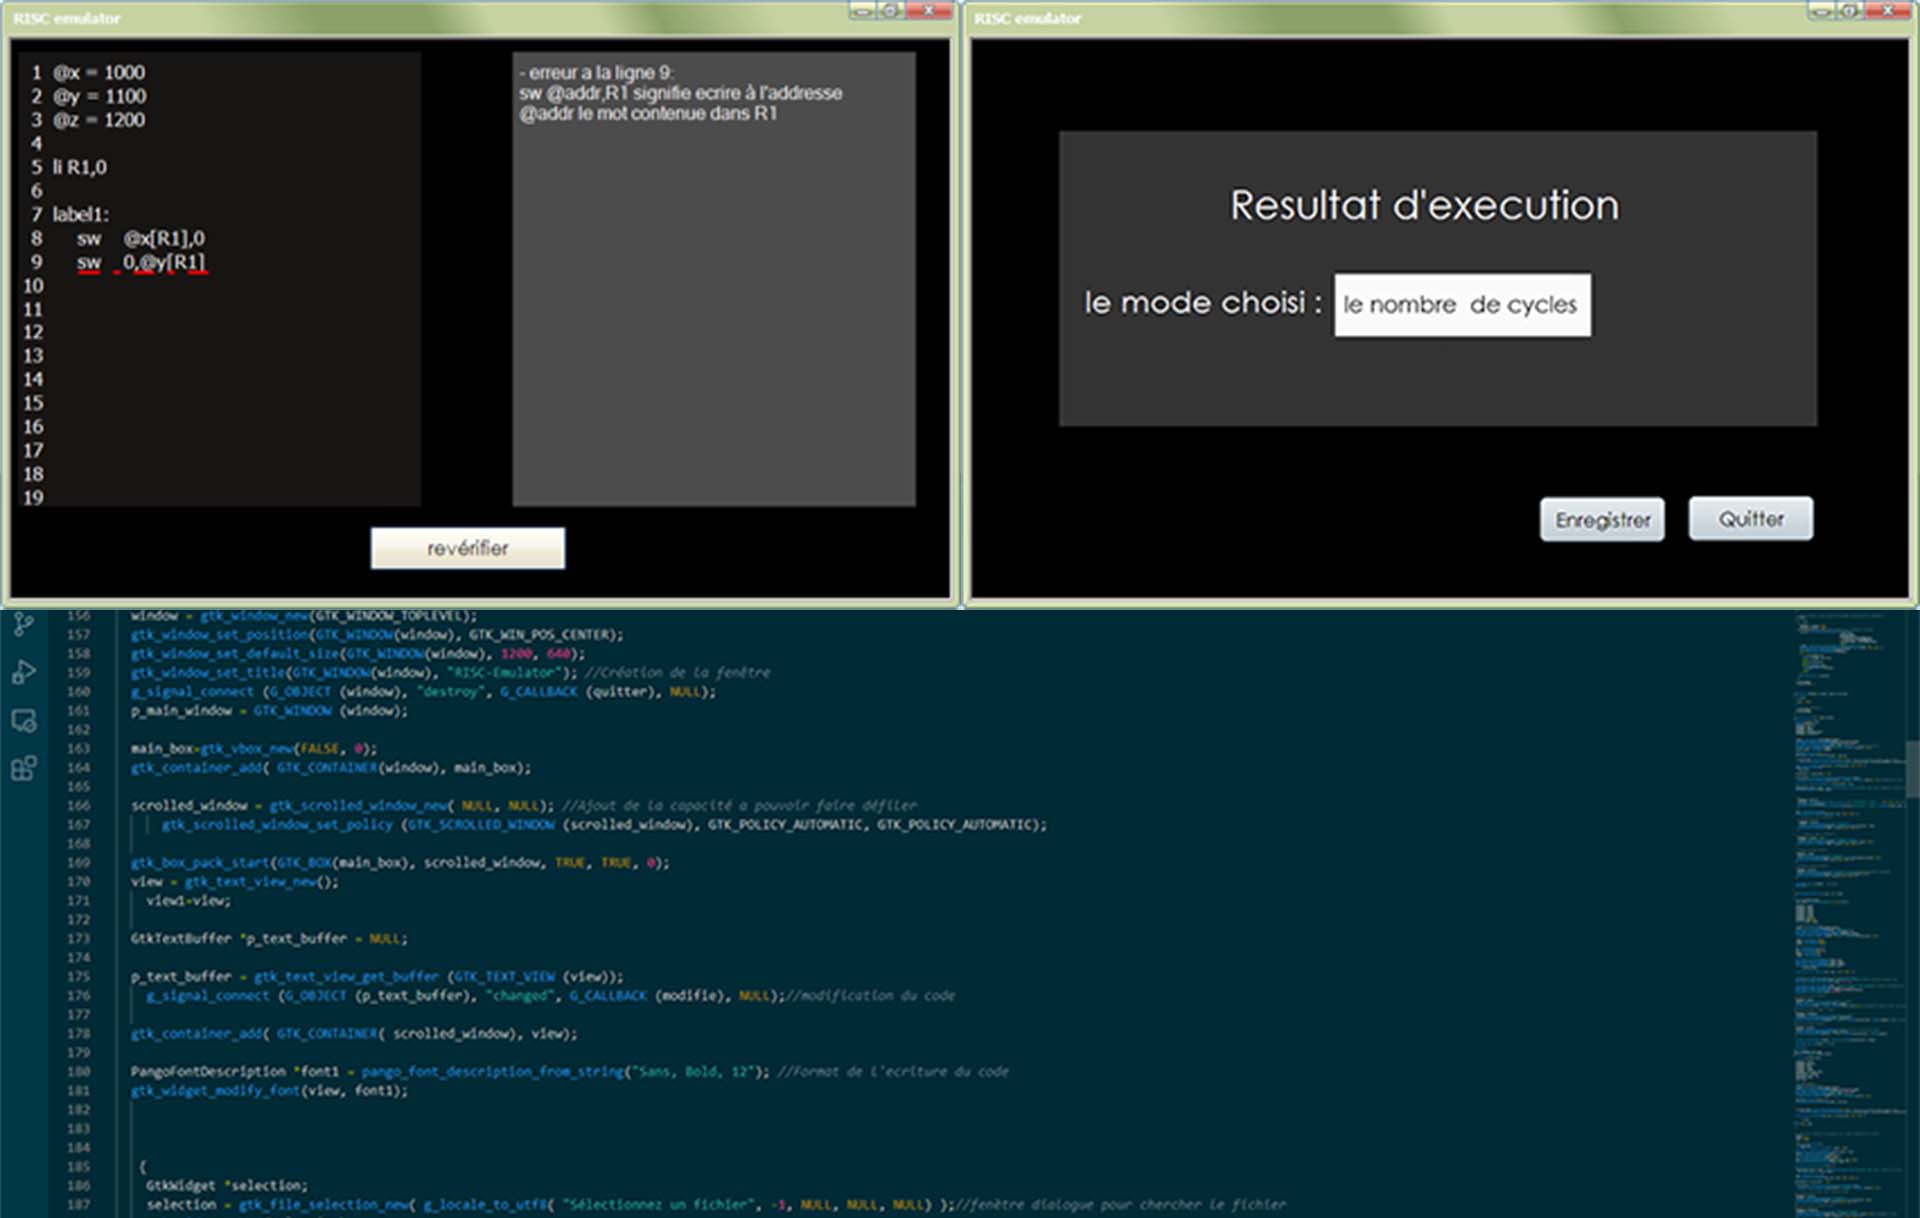 RISC emulator
1 @x = 1000
2 @y = 1100
3 @z = 1200
4
5 li R1,0
6
7 label1:
8 sw @x[R1],0
9 sw 0,@y[R1]
10
11
12
13
14
15
16
17
18
19
- erreur a la ligne 9:
sw @addr,R1 signifie ecrire à l'addresse
@addr le mot contenue dans R1
revérifier
RISC emulator
Resultat d'execution
le mode choisi : le nombre de cycles
Enregistrer Quitter
156 window = gtk_window_new(GTK_WINDOW_TOPLEVEL);
157 gtk_window_set_position(GTK_WINDOW(window), GTK_WIN_POS_CENTER);
158 gtk_window_set_default_size(GTK_WINDOW(window), 1200, 640);
159 gtk_window_set_title(GTK_WINDOW(window), "RISC-Emulator"); //Création de la fenêtre
160 g_signal_connect (G_OBJECT (window), "destroy", G_CALLBACK (quitter), NULL);
161 p_main_window = GTK_WINDOW (window);
162
163 main_box=gtk_vbox_new(FALSE, 0);
164 gtk_container_add( GTK_CONTAINER(window), main_box);
165
166 scrolled_window = gtk_scrolled_window_new( NULL, NULL); //Ajout de la capacité a pouvoir faire défiler
167 gtk_scrolled_window_set_policy (GTK_SCROLLED_WINDOW (scrolled_window), GTK_POLICY_AUTOMATIC, GTK_POLICY_AUTOMATIC);
168
169 gtk_box_pack_start(GTK_BOX(main_box), scrolled_window, TRUE, TRUE, 0);
170 view = gtk_text_view_new();
171 view1=view;
172
173 GtkTextBuffer *p_text_buffer = NULL;
174
175 p_text_buffer = gtk_text_view_get_buffer (GTK_TEXT_VIEW (view));
176 g_signal_connect (G_OBJECT (p_text_buffer), "changed", G_CALLBACK (modifie), NULL);//modification du code
177
178 gtk_container_add( GTK_CONTAINER( scrolled_window), view);
179
180 PangoFontDescription *font1 = pango_font_description_from_string("Sans, Bold, 12"); //Format de l'ecriture du code
181 gtk_widget_modify_font(view, font1);
182
183
184
185 {
186 GtkWidget *selection;
187 selection = gtk_file_selection_new( g_locale_to_utf8( "Sélectionnez un fichier", -1, NULL, NULL, NULL) );//fenêtre dialogue pour chercher le fichier